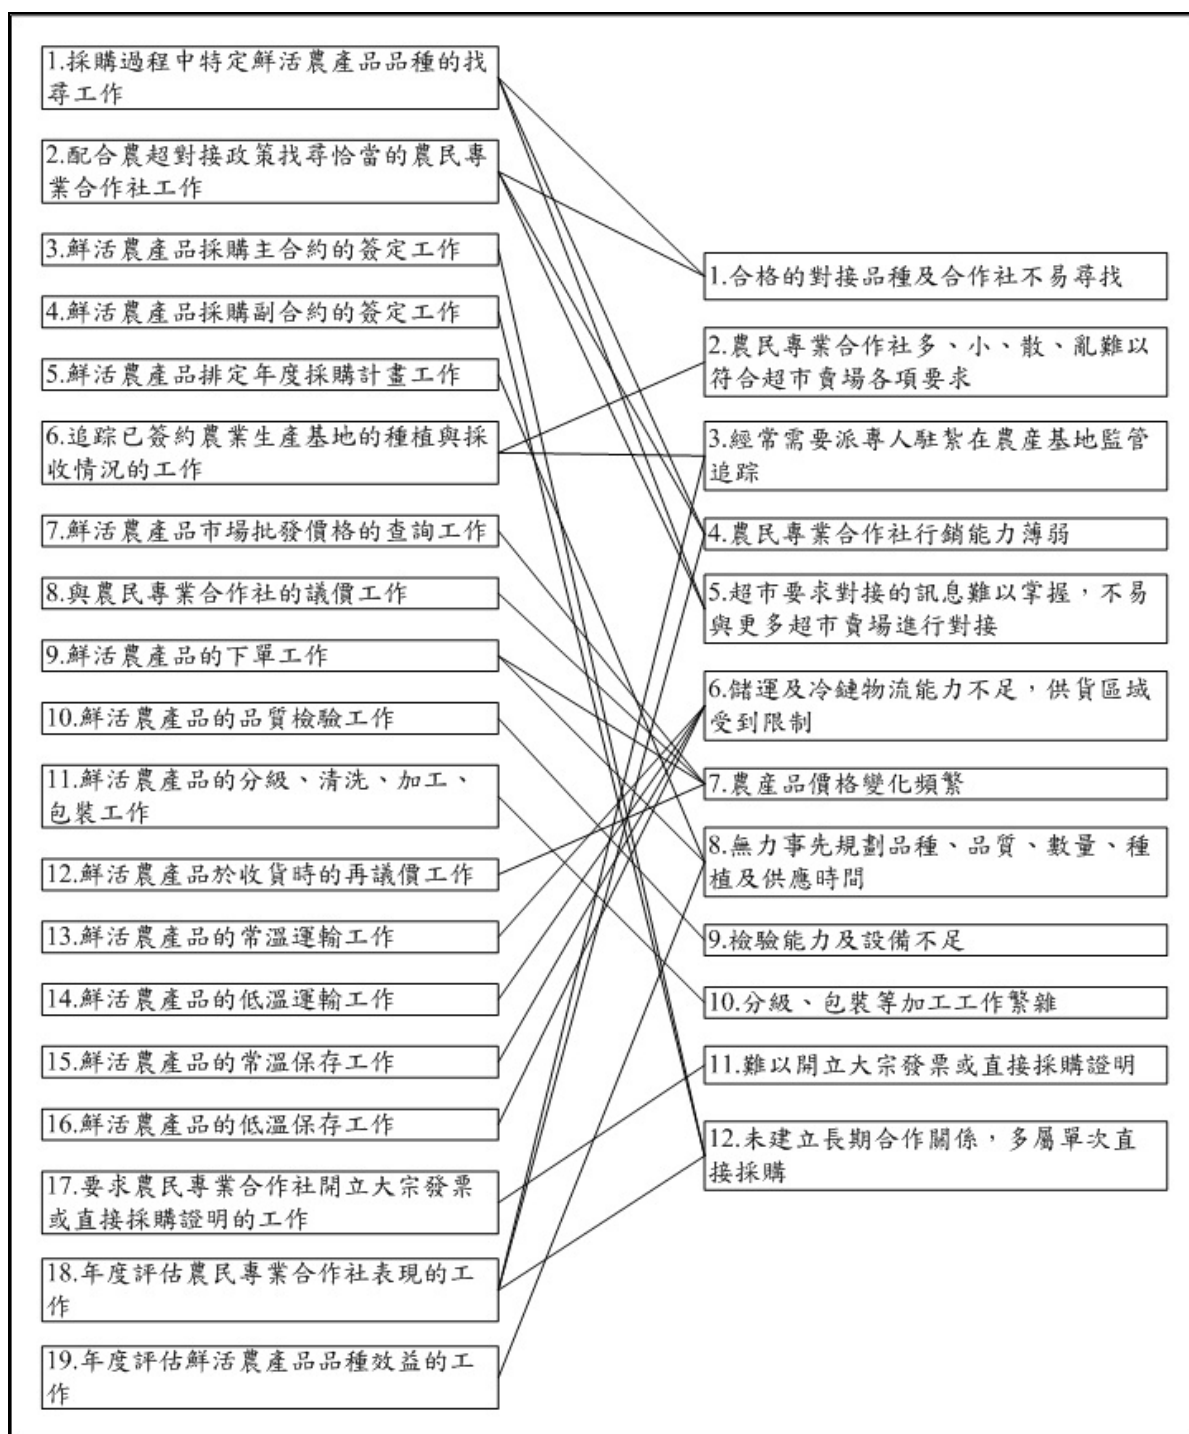 1.採購過程中特定鮮活農產品品種的找
尋工作
2.配合農超對接政策找尋恰當的農民專
業合作社工作
3.鮮活農產品採購主合約的簽定工作
4.鮮活農產品採購副合約的簽定工作
5.鮮活農產品排定年度採購計畫工作
6.追踪已簽約農業生產基地的種植與採
收情況的工作
7.鮮活農產品市場批發價格的查詢工作
8.與農民專業合作社的議價工作
9.鮮活農產品的下單工作
10.鮮活農產品的品質檢驗工作
11.鮮活農產品的分級、清洗、加工、
包裝工作
12.鮮活農產品於收貨時的再議價工作
13.鮮活農產品的常溫運輸工作
14.鮮活農產品的低溫運輸工作
15.鮮活農產品的常溫保存工作
16.鮮活農產品的低溫保存工作
17.要求農民專業合作社開立大宗發票
或直接採購證明的工作
18.年度評估農民專業合作社表現的工
作
19.年度評估鮮活農產品品種效益的工
作
1.合格的對接品種及合作社不易尋找
2.農民專業合作社多、小、散、亂難以
符合超市賣場各項要求
3.經常需要派專人駐紮在農產基地監管
追踪
4.農民專業合作社行銷能力薄弱
5.超市要求對接的訊息難以掌握，不易
與更多超市賣場進行對接
6.儲運及冷鏈物流能力不足，供貨區域
受到限制
7.農產品價格變化頻繁
8.無力事先規劃品種、品質、數量、種
植及供應時間
9.檢驗能力及設備不足
10.分級、包裝等加工工作繁雜
11.難以開立大宗發票或直接採購證明
12.未建立長期合作關係，多屬單次直
接採購